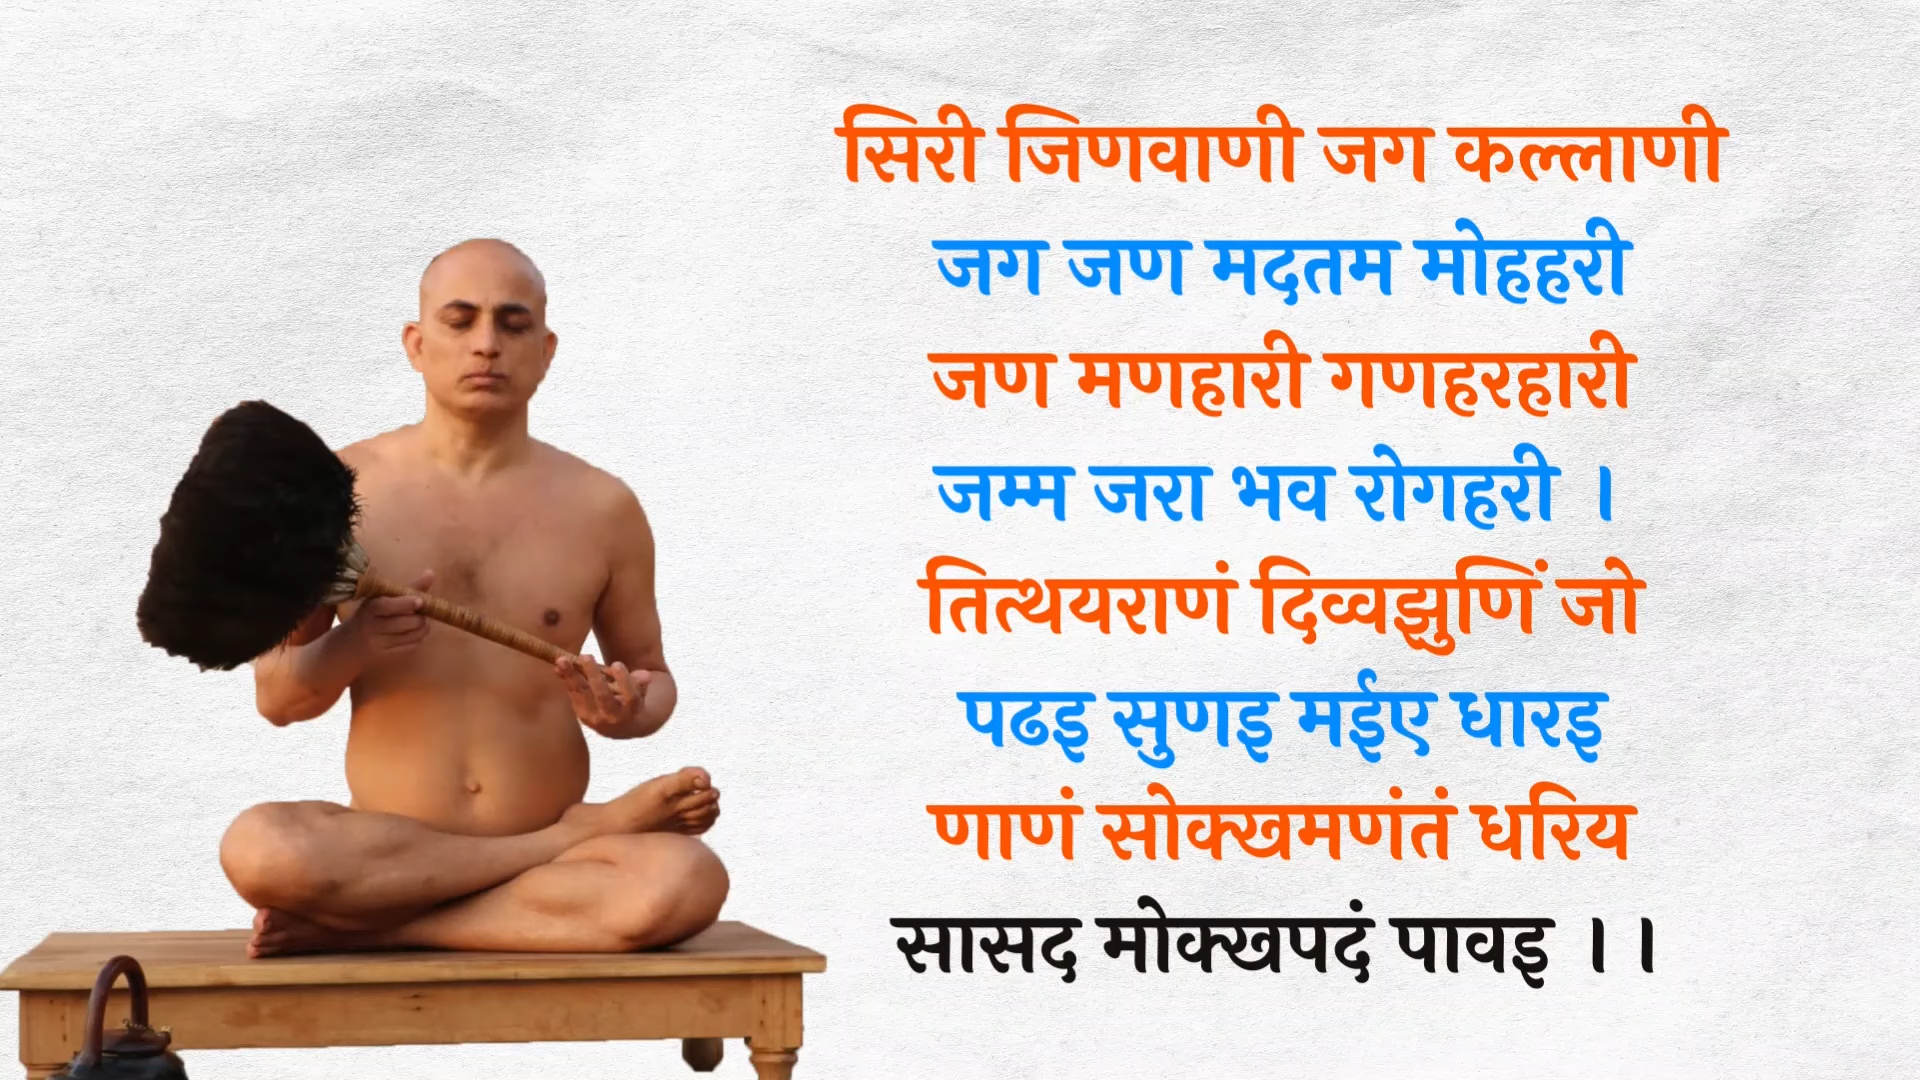 सिरी जिणवाणी जग कल्लाणी
जग जण मदतम मोहहरी
जण मणहारी गणहरहारी
जम्म जरा भव रोगहरी ।
तित्थयराणं दिव्वझुणिं जो
पढइ सुणइ मईए धारइ
णाणं सोक्खमणंतं धरिय
सासद मोक्खपदं पावइ ।।